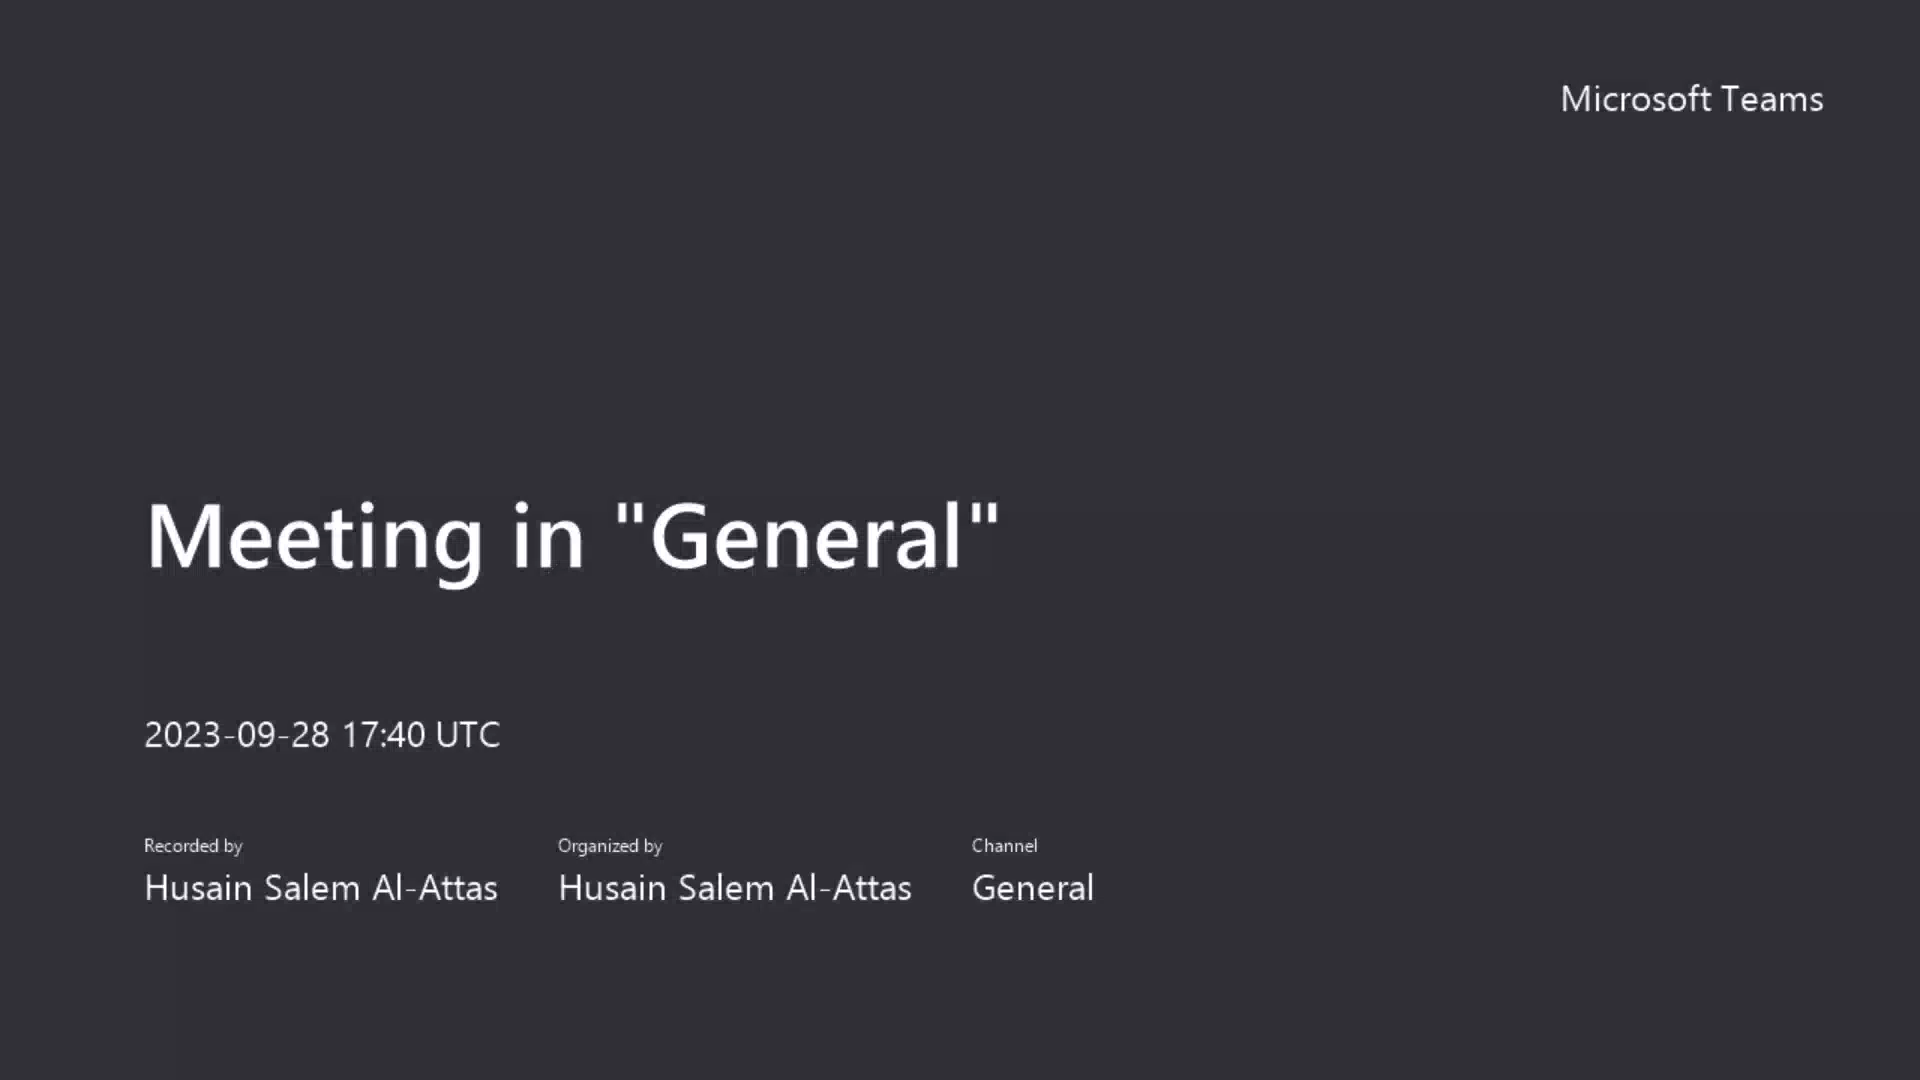 Microsoft Teams
Meeting in "General"
2023-09-28 17:40 UTC
Recorded by
Husain Salem Al-Attas
Organized by
Husain Salem Al-Attas
Channel
General